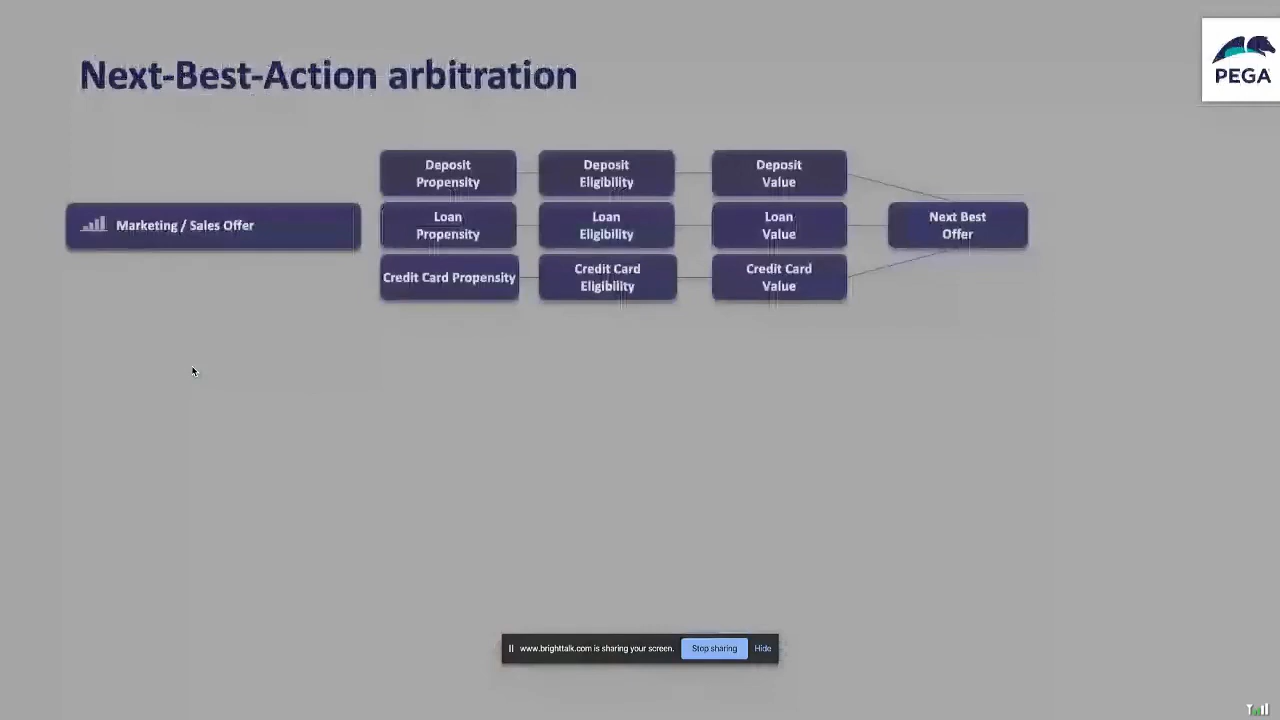 Next-Best-Action arbitration
PEGA
Deposit
Propensity
Deposit
Eligibility
Deposit
Value
Marketing / Sales Offer
Loan
Propensity
Loan
Eligibility
Loan
Value
Next Best
Offer
Credit Card Propensity
Credit Card
Eligibility
Credit Card
Value
www.brighttalk.com is sharing your screen.
Stop sharing
Hide